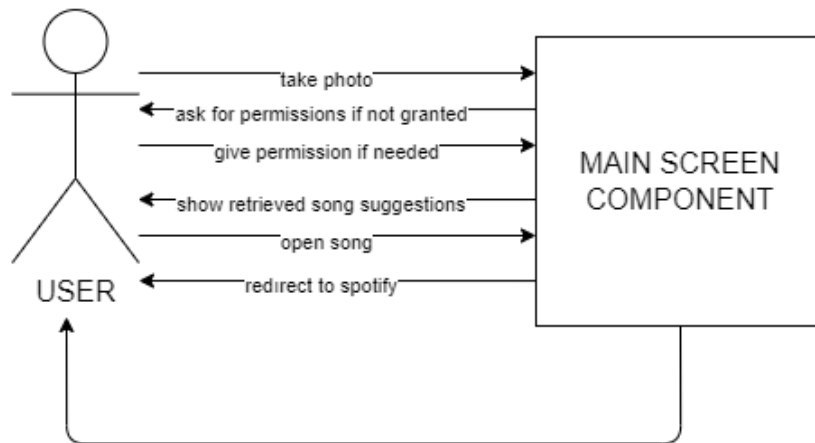 take photo
ask for permissions if not granted
give permission if needed
show retrieved song suggestions
open song
redirect to spotify
MAIN SCREEN
COMPONENT
USER